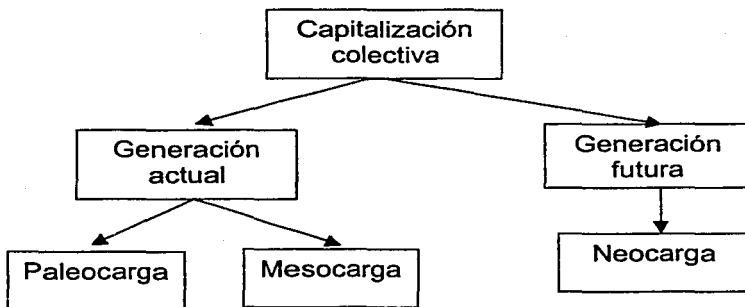 Capitalización
colectiva
Generación
actual
Generación
futura
Paleocarga
Mesocarga
Neocarga